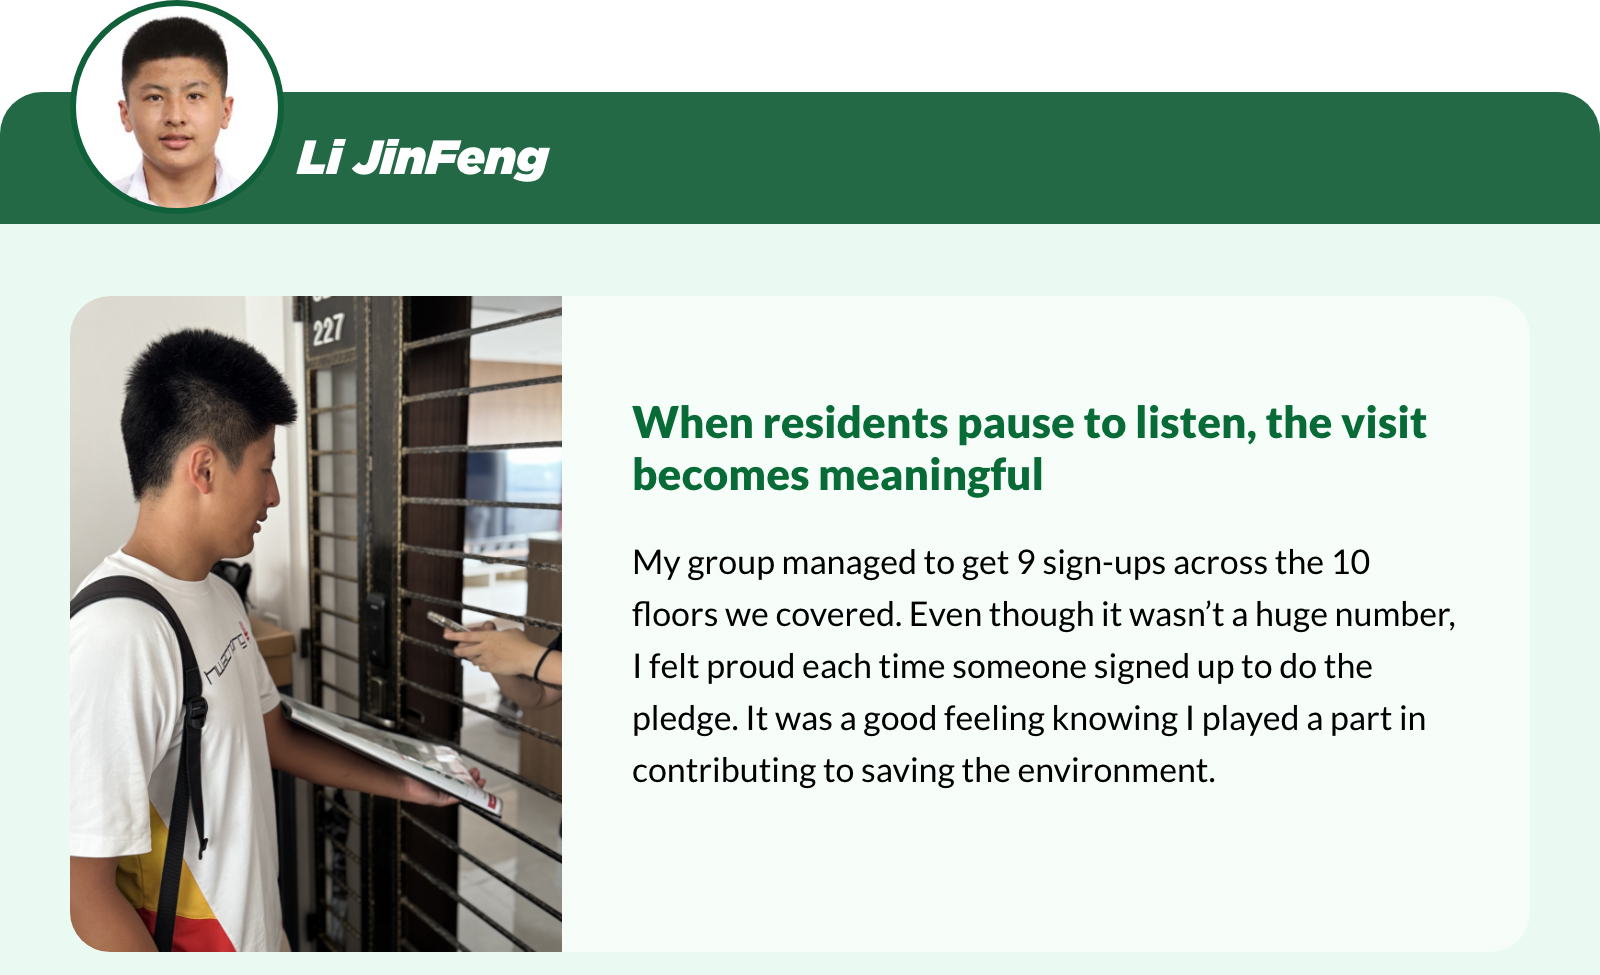 Li JinFeng
227
When residents pause to listen, the visit
becomes meaningful
My group managed to get 9 sign-ups across the 10
floors we covered. Even though it wasn’t a huge number,
I felt proud each time someone signed up to do the
pledge. It was a good feeling knowing I played a part in
contributing to saving the environment.